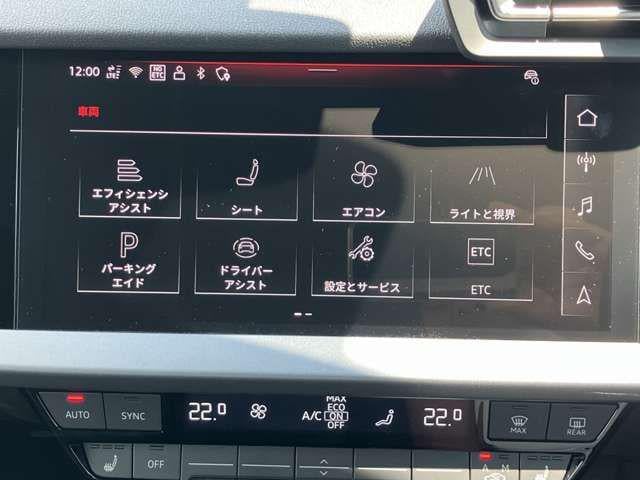 12:00 LTE NO ETC
車両
エフィシェンシ アシスト
シート
エアコン
ライトと視界
パーキング エイド
ドライバー アシスト
設定とサービス
ETC
ETC
AUTO
SYNC
22.0
A/C
MAX
ECO
ON
OFF
22.0
MAX
REAR
OFF
A M